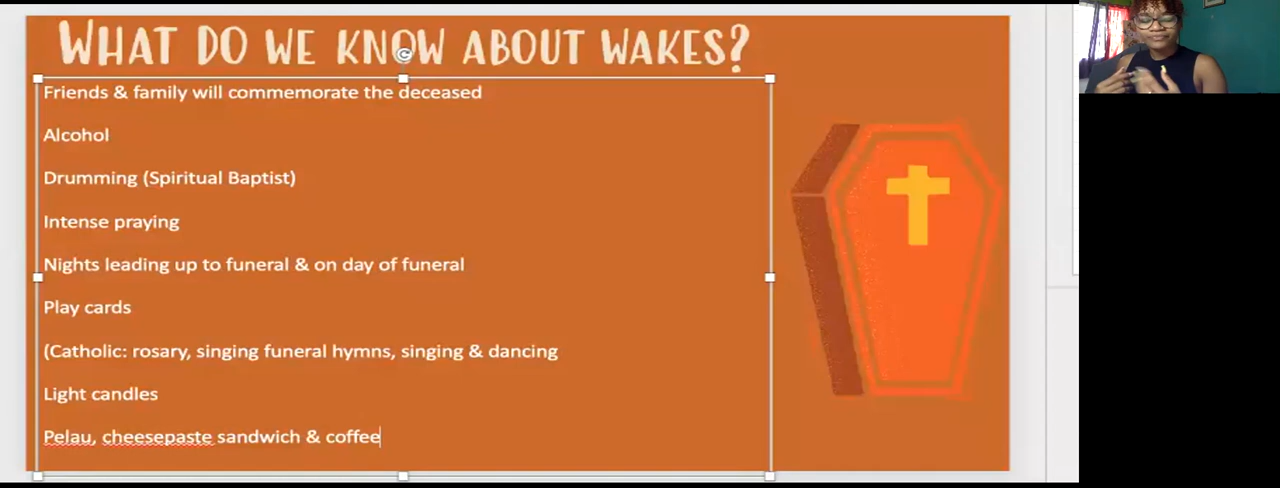 WHAT DO WE KNOW ABOUT WAKES?
Friends & family will commemorate the deceased
Alcohol
Drumming (Spiritual Baptist)
Intense praying
Nights leading up to funeral & on day of funeral
Play cards
(Catholic: rosary, singing funeral hymns, singing & dancing
Light candles
Pelau, cheesepaste sandwich & coffee